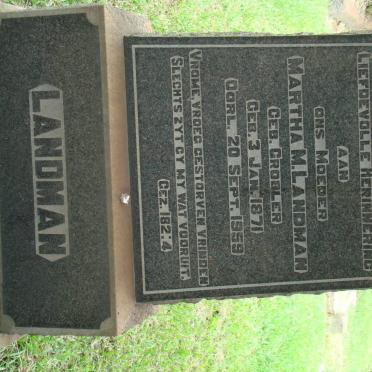 Liefdevolle Herinnering
aan
ons Moeder
Martha M. Landman
geb. Grobler
Geb. 3 Jan. 1871
Oorl. 20 Sept. 1959
Vrome, vroeg gestorven vrienden
Slechts zyt gy my wat vooruit.
Gez. 182:4
LANDMAN